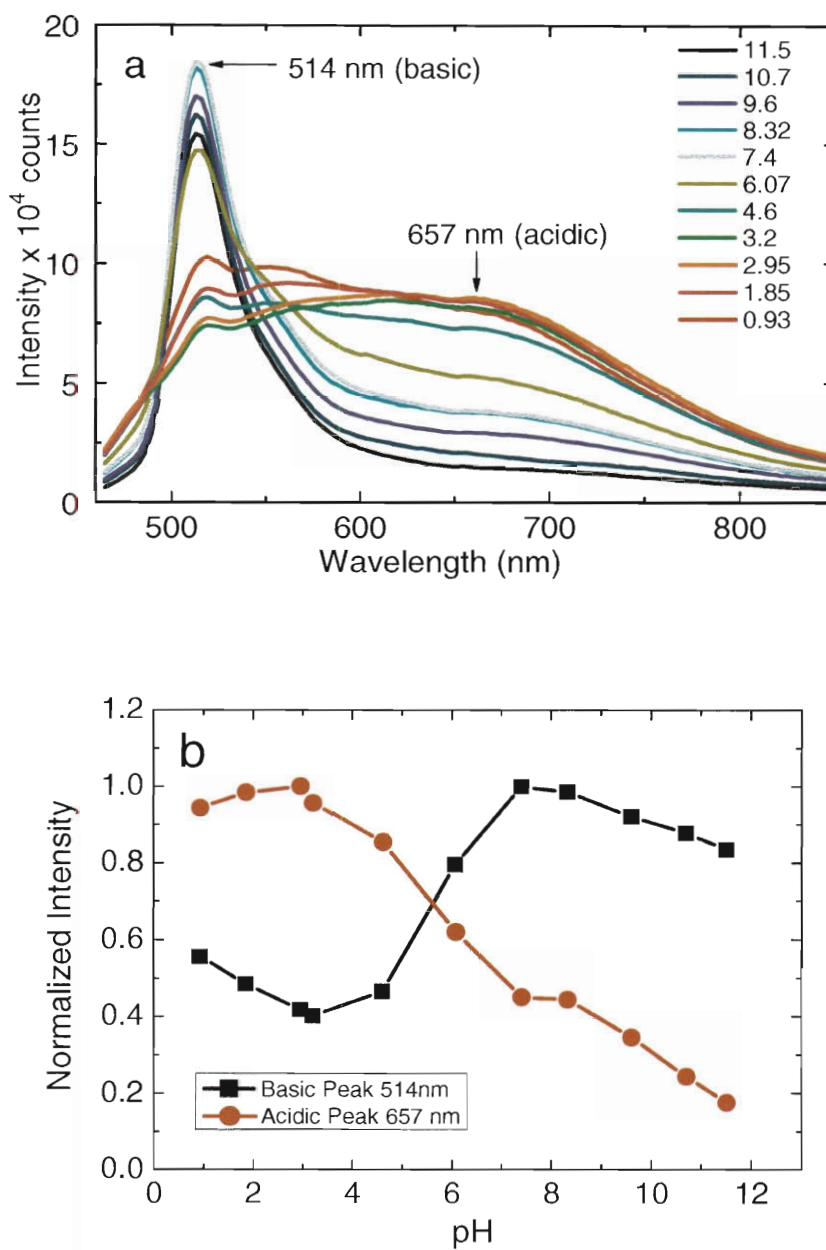 20
15
10
5
0
Intensity x 10⁴ counts
a
514 nm (basic)
657 nm (acidic)
11.5
10.7
9.6
8.32
7.4
6.07
4.6
3.2
2.95
1.85
0.93
500 600 700 800
Wavelength (nm)
1.2
1.0
0.8
0.6
0.4
0.2
0.0
Normalized Intensity
b
Basic Peak 514nm
Acidic Peak 657 nm
0 2 4 6 8 10 12
pH